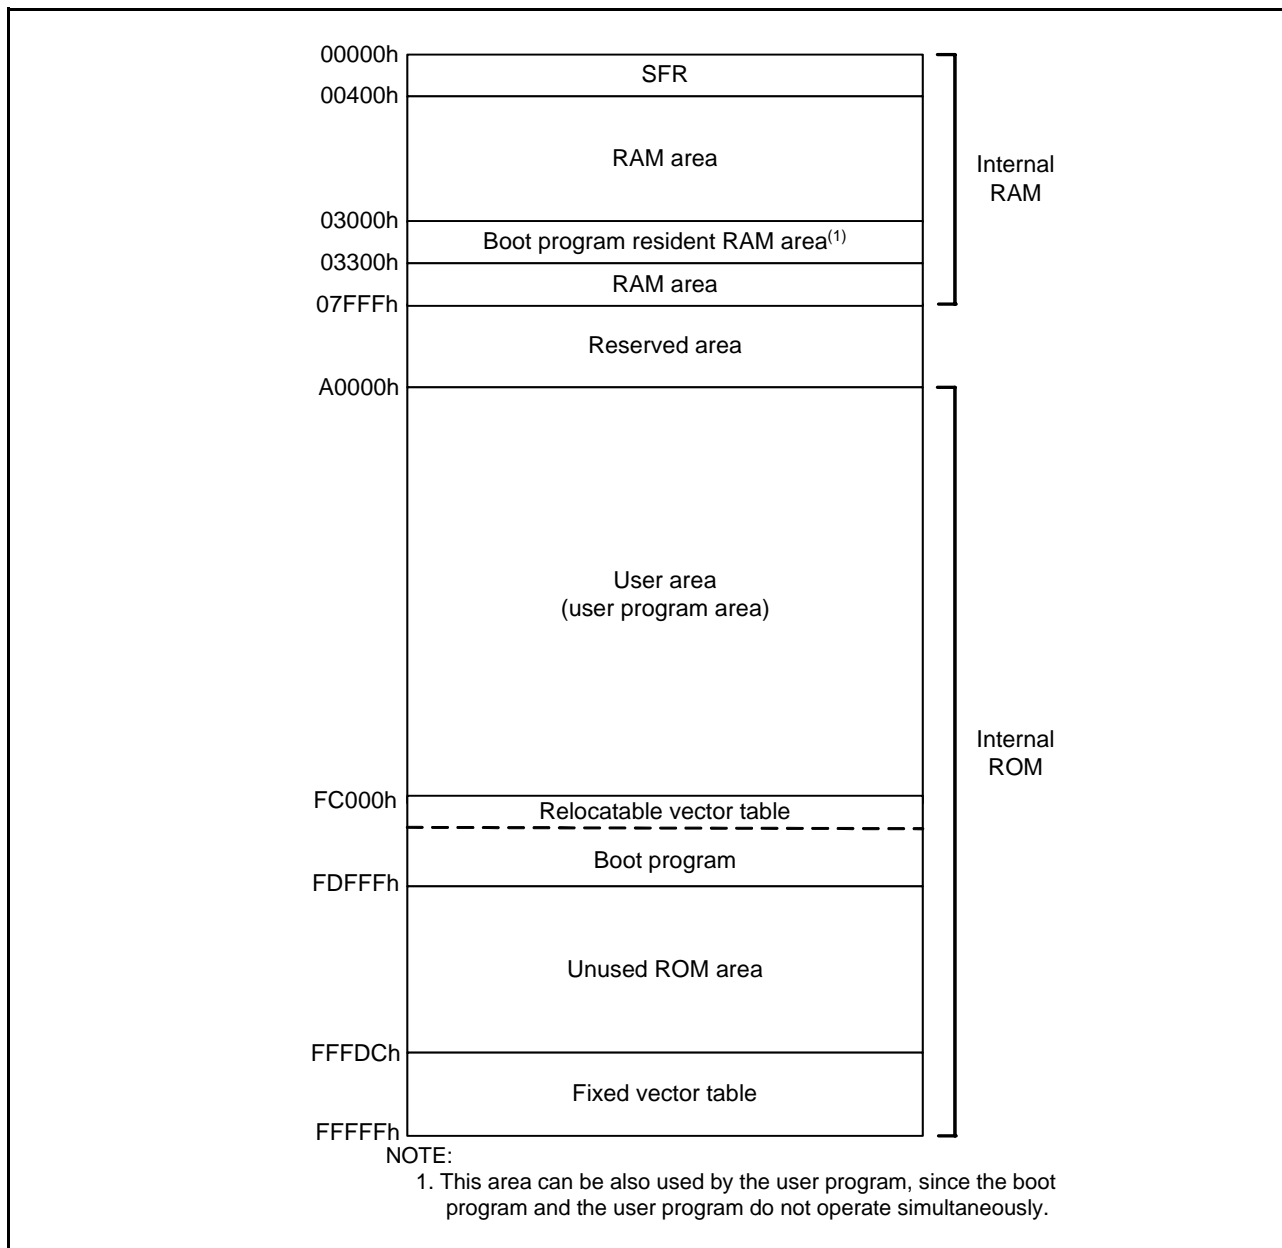 00000h
SFR
00400h
RAM area
Internal
RAM
03000h
Boot program resident RAM area(1)
03300h
RAM area
07FFFh
Reserved area
A0000h
User area
(user program area)
Internal
ROM
FC000h
Relocatable vector table
Boot program
FDFFFh
Unused ROM area
FFFDCh
Fixed vector table
FFFFFh
NOTE:
1. This area can be also used by the user program, since the boot
program and the user program do not operate simultaneously.